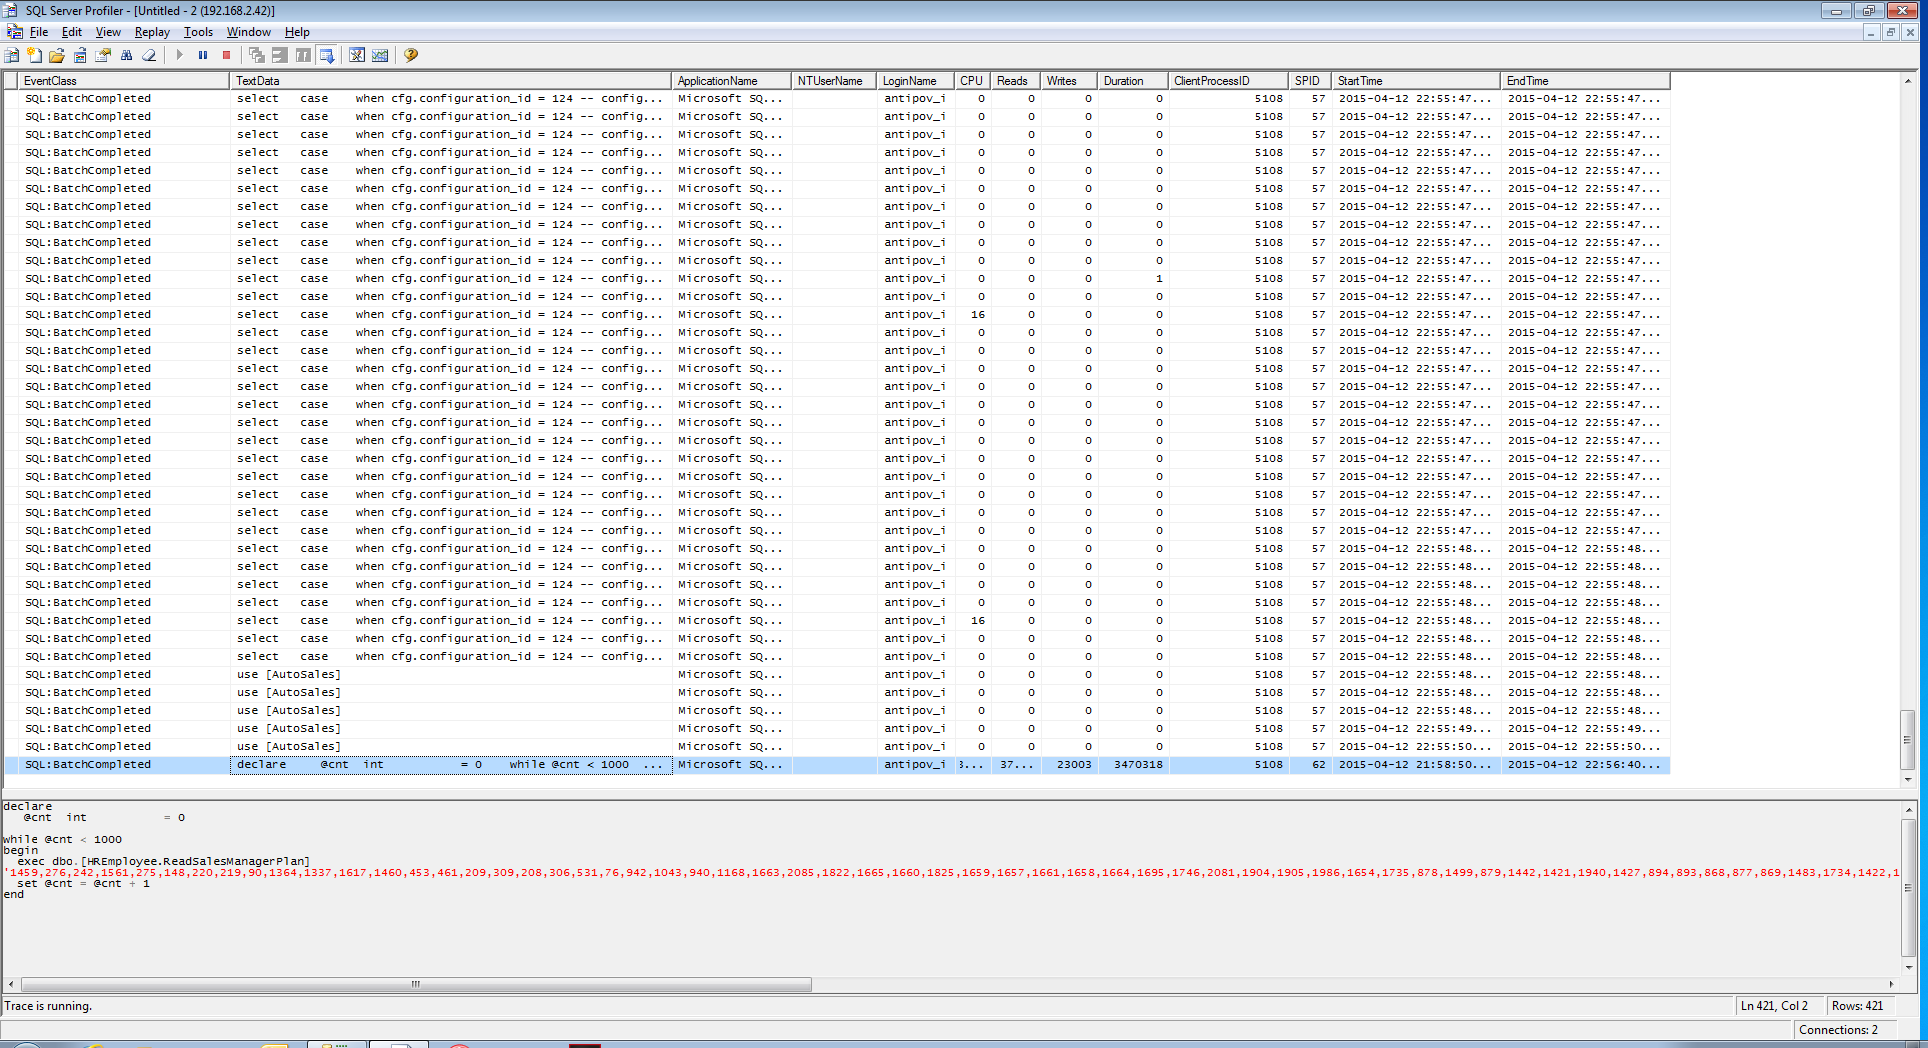 SQL Server Profiler - [Untitled - 2 (192.168.2.42)]
File Edit View Replay Tools Window Help
EventClass TextData ApplicationName NTUserName LoginName CPU Reads Writes Duration ClientProcessID SPID StartTime EndTime
SQL:BatchCompleted select case when cfg.configuration_id = 124 -- config... Microsoft SQ... antipov_i 0 0 0 0 5108 57 2015-04-12 22:55:47... 2015-04-12 22:55:47...
SQL:BatchCompleted select case when cfg.configuration_id = 124 -- config... Microsoft SQ... antipov_i 0 0 0 0 5108 57 2015-04-12 22:55:47... 2015-04-12 22:55:47...
SQL:BatchCompleted select case when cfg.configuration_id = 124 -- config... Microsoft SQ... antipov_i 0 0 0 0 5108 57 2015-04-12 22:55:47... 2015-04-12 22:55:47...
SQL:BatchCompleted select case when cfg.configuration_id = 124 -- config... Microsoft SQ... antipov_i 0 0 0 0 5108 57 2015-04-12 22:55:47... 2015-04-12 22:55:47...
SQL:BatchCompleted select case when cfg.configuration_id = 124 -- config... Microsoft SQ... antipov_i 0 0 0 0 5108 57 2015-04-12 22:55:47... 2015-04-12 22:55:47...
SQL:BatchCompleted select case when cfg.configuration_id = 124 -- config... Microsoft SQ... antipov_i 0 0 0 0 5108 57 2015-04-12 22:55:47... 2015-04-12 22:55:47...
SQL:BatchCompleted select case when cfg.configuration_id = 124 -- config... Microsoft SQ... antipov_i 0 0 0 0 5108 57 2015-04-12 22:55:47... 2015-04-12 22:55:47...
SQL:BatchCompleted select case when cfg.configuration_id = 124 -- config... Microsoft SQ... antipov_i 0 0 0 0 5108 57 2015-04-12 22:55:47... 2015-04-12 22:55:47...
SQL:BatchCompleted select case when cfg.configuration_id = 124 -- config... Microsoft SQ... antipov_i 0 0 0 0 5108 57 2015-04-12 22:55:47... 2015-04-12 22:55:47...
SQL:BatchCompleted select case when cfg.configuration_id = 124 -- config... Microsoft SQ... antipov_i 0 0 0 0 5108 57 2015-04-12 22:55:47... 2015-04-12 22:55:47...
SQL:BatchCompleted select case when cfg.configuration_id = 124 -- config... Microsoft SQ... antipov_i 0 0 0 1 5108 57 2015-04-12 22:55:47... 2015-04-12 22:55:47...
SQL:BatchCompleted select case when cfg.configuration_id = 124 -- config... Microsoft SQ... antipov_i 0 0 0 0 5108 57 2015-04-12 22:55:47... 2015-04-12 22:55:47...
SQL:BatchCompleted select case when cfg.configuration_id = 124 -- config... Microsoft SQ... antipov_i 16 0 0 0 5108 57 2015-04-12 22:55:47... 2015-04-12 22:55:47...
SQL:BatchCompleted select case when cfg.configuration_id = 124 -- config... Microsoft SQ... antipov_i 0 0 0 0 5108 57 2015-04-12 22:55:47... 2015-04-12 22:55:47...
SQL:BatchCompleted select case when cfg.configuration_id = 124 -- config... Microsoft SQ... antipov_i 0 0 0 0 5108 57 2015-04-12 22:55:47... 2015-04-12 22:55:47...
SQL:BatchCompleted select case when cfg.configuration_id = 124 -- config... Microsoft SQ... antipov_i 0 0 0 0 5108 57 2015-04-12 22:55:47... 2015-04-12 22:55:47...
SQL:BatchCompleted select case when cfg.configuration_id = 124 -- config... Microsoft SQ... antipov_i 0 0 0 0 5108 57 2015-04-12 22:55:47... 2015-04-12 22:55:47...
SQL:BatchCompleted select case when cfg.configuration_id = 124 -- config... Microsoft SQ... antipov_i 0 0 0 0 5108 57 2015-04-12 22:55:47... 2015-04-12 22:55:47...
SQL:BatchCompleted select case when cfg.configuration_id = 124 -- config... Microsoft SQ... antipov_i 0 0 0 0 5108 57 2015-04-12 22:55:47... 2015-04-12 22:55:47...
SQL:BatchCompleted select case when cfg.configuration_id = 124 -- config... Microsoft SQ... antipov_i 0 0 0 0 5108 57 2015-04-12 22:55:47... 2015-04-12 22:55:47...
SQL:BatchCompleted select case when cfg.configuration_id = 124 -- config... Microsoft SQ... antipov_i 0 0 0 0 5108 57 2015-04-12 22:55:47... 2015-04-12 22:55:47...
SQL:BatchCompleted select case when cfg.configuration_id = 124 -- config... Microsoft SQ... antipov_i 0 0 0 0 5108 57 2015-04-12 22:55:47... 2015-04-12 22:55:47...
SQL:BatchCompleted select case when cfg.configuration_id = 124 -- config... Microsoft SQ... antipov_i 0 0 0 0 5108 57 2015-04-12 22:55:47... 2015-04-12 22:55:47...
SQL:BatchCompleted select case when cfg.configuration_id = 124 -- config... Microsoft SQ... antipov_i 0 0 0 0 5108 57 2015-04-12 22:55:47... 2015-04-12 22:55:47...
SQL:BatchCompleted select case when cfg.configuration_id = 124 -- config... Microsoft SQ... antipov_i 0 0 0 0 5108 57 2015-04-12 22:55:47... 2015-04-12 22:55:47...
SQL:BatchCompleted select case when cfg.configuration_id = 124 -- config... Microsoft SQ... antipov_i 0 0 0 0 5108 57 2015-04-12 22:55:48... 2015-04-12 22:55:48...
SQL:BatchCompleted select case when cfg.configuration_id = 124 -- config... Microsoft SQ... antipov_i 0 0 0 0 5108 57 2015-04-12 22:55:48... 2015-04-12 22:55:48...
SQL:BatchCompleted select case when cfg.configuration_id = 124 -- config... Microsoft SQ... antipov_i 0 0 0 0 5108 57 2015-04-12 22:55:48... 2015-04-12 22:55:48...
SQL:BatchCompleted select case when cfg.configuration_id = 124 -- config... Microsoft SQ... antipov_i 0 0 0 0 5108 57 2015-04-12 22:55:48... 2015-04-12 22:55:48...
SQL:BatchCompleted select case when cfg.configuration_id = 124 -- config... Microsoft SQ... antipov_i 16 0 0 0 5108 57 2015-04-12 22:55:48... 2015-04-12 22:55:48...
SQL:BatchCompleted select case when cfg.configuration_id = 124 -- config... Microsoft SQ... antipov_i 0 0 0 0 5108 57 2015-04-12 22:55:48... 2015-04-12 22:55:48...
SQL:BatchCompleted select case when cfg.configuration_id = 124 -- config... Microsoft SQ... antipov_i 0 0 0 0 5108 57 2015-04-12 22:55:48... 2015-04-12 22:55:48...
SQL:BatchCompleted use [AutoSales] Microsoft SQ... antipov_i 0 0 0 0 5108 57 2015-04-12 22:55:48... 2015-04-12 22:55:48...
SQL:BatchCompleted use [AutoSales] Microsoft SQ... antipov_i 0 0 0 0 5108 57 2015-04-12 22:55:48... 2015-04-12 22:55:48...
SQL:BatchCompleted use [AutoSales] Microsoft SQ... antipov_i 0 0 0 0 5108 57 2015-04-12 22:55:48... 2015-04-12 22:55:48...
SQL:BatchCompleted use [AutoSales] Microsoft SQ... antipov_i 0 0 0 0 5108 57 2015-04-12 22:55:49... 2015-04-12 22:55:49...
SQL:BatchCompleted use [AutoSales] Microsoft SQ... antipov_i 0 0 0 0 5108 57 2015-04-12 22:55:50... 2015-04-12 22:55:50...
SQL:BatchCompleted declare @cnt int = 0 while @cnt < 1000 ... Microsoft SQ... antipov_i 3... 37... 23003 3470318 5108 62 2015-04-12 21:58:50... 2015-04-12 22:56:40...
declare
@cnt int = 0
while @cnt < 1000
begin
exec dbo.[HREmployee.ReadSalesManagerPlan]
'1459,276,242,1561,275,148,220,219,90,1364,1337,1617,1460,453,461,209,309,208,306,531,76,942,1043,940,1168,1663,2085,1822,1665,1660,1825,1659,1657,1661,1658,1664,1695,1746,2081,1904,1905,1986,1654,1735,878,1499,879,1442,1421,1940,1427,894,893,868,877,869,1483,1734,1422,1
set @cnt = @cnt + 1
end
Trace is running.
Ln 421, Col 2 Rows: 421
Connections: 2